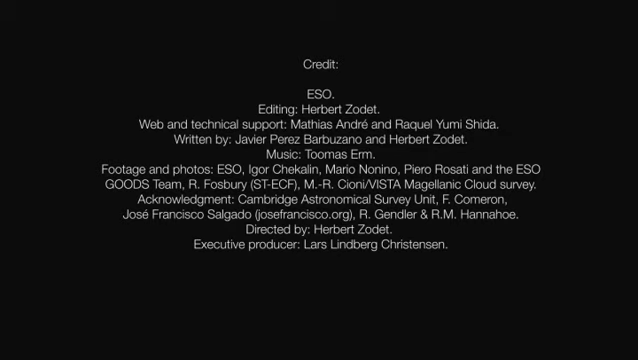 Credit:
ESO.
Editing: Herbert Zodet.
Web and technical support: Mathias André and Raquel Yumi Shida.
Written by: Javier Perez Barbuzano and Herbert Zodet.
Music: Toomas Erm.
Footage and photos: ESO, Igor Chekalin, Mario Nonino, Piero Rosati and the ESO
GOODS Team, R. Fosbury (ST-ECF), M.-R. Cioni/VISTA Magellanic Cloud survey.
Acknowledgment: Cambridge Astronomical Survey Unit, F. Comeron,
José Francisco Salgado (josefrancisco.org), R. Gendler & R.M. Hannahoe.
Directed by: Herbert Zodet.
Executive producer: Lars Lindberg Christensen.